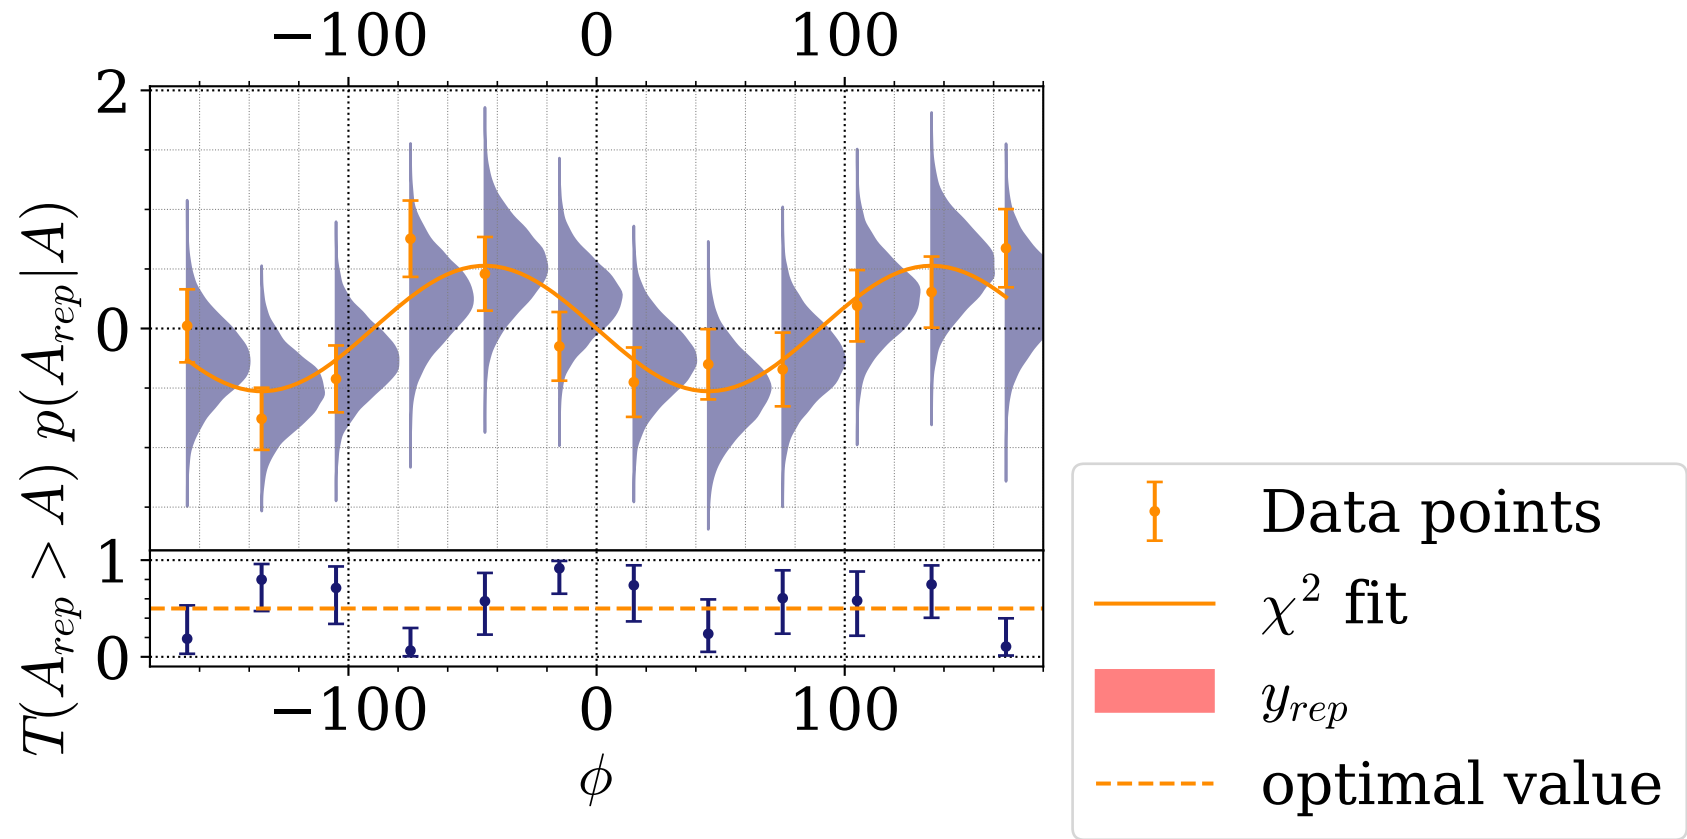 −100 0 100
2
0
p(A_rep|A)
1
0
T(A_rep > A)
−100 0 100
ϕ
Data points
χ² fit
y_rep
optimal value